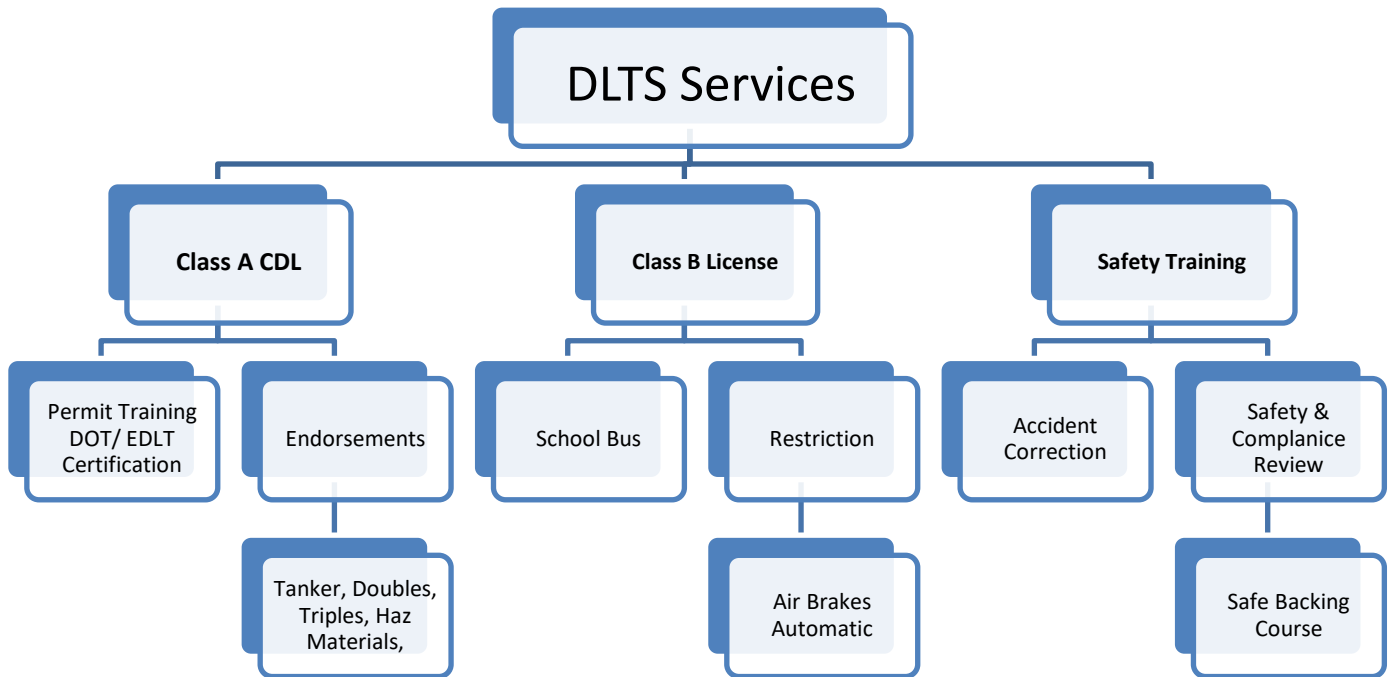 DLTS Services
Class A CDL
Class B License
Safety Training
Permit Training
DOT/ EDLT
Certification
Endorsements
School Bus
Restriction
Accident
Correction
Safety &
Complanice
Review
Tanker, Doubles,
Triples, Haz
Materials,
Air Brakes
Automatic
Safe Backing
Course